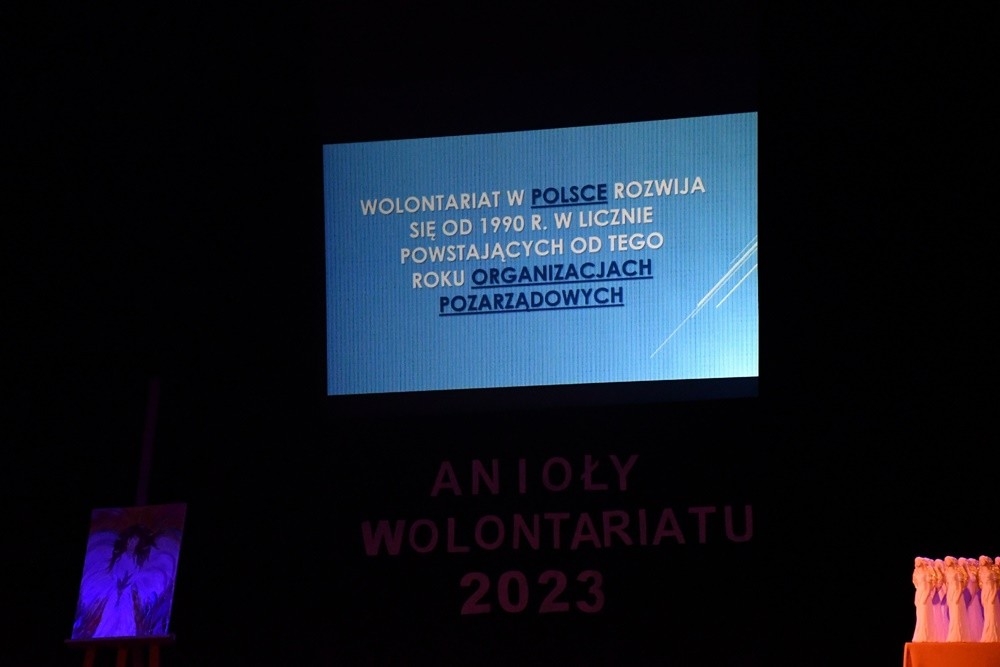 WOLONTARIAT W POLSCE ROZWIJA
SIĘ OD 1990 R. W LICZNIE
POWSTAJĄCYCH OD TEGO
ROKU ORGANIZACJACH
POZARZĄDOWYCH
ANIOŁY
WOLONTARIATU
2023